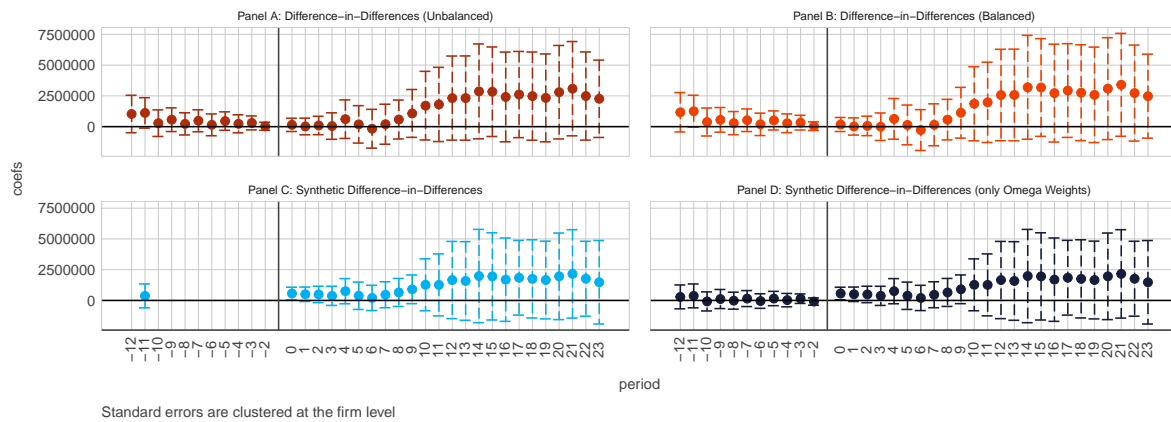 Panel A: Difference−in−Differences (Unbalanced)
Panel B: Difference−in−Differences (Balanced)
7500000
5000000
2500000
0
coefs
Panel C: Synthetic Difference−in−Differences
Panel D: Synthetic Difference−in−Differences (only Omega Weights)
7500000
5000000
2500000
0
−12 −11 −10 −9 −8 −7 −6 −5 −4 −3 −2 0 1 2 3 4 5 6 7 8 9 10 11 12 13 14 15 16 17 18 19 20 21 22 23
−12 −11 −10 −9 −8 −7 −6 −5 −4 −3 −2 0 1 2 3 4 5 6 7 8 9 10 11 12 13 14 15 16 17 18 19 20 21 22 23
period
Standard errors are clustered at the firm level